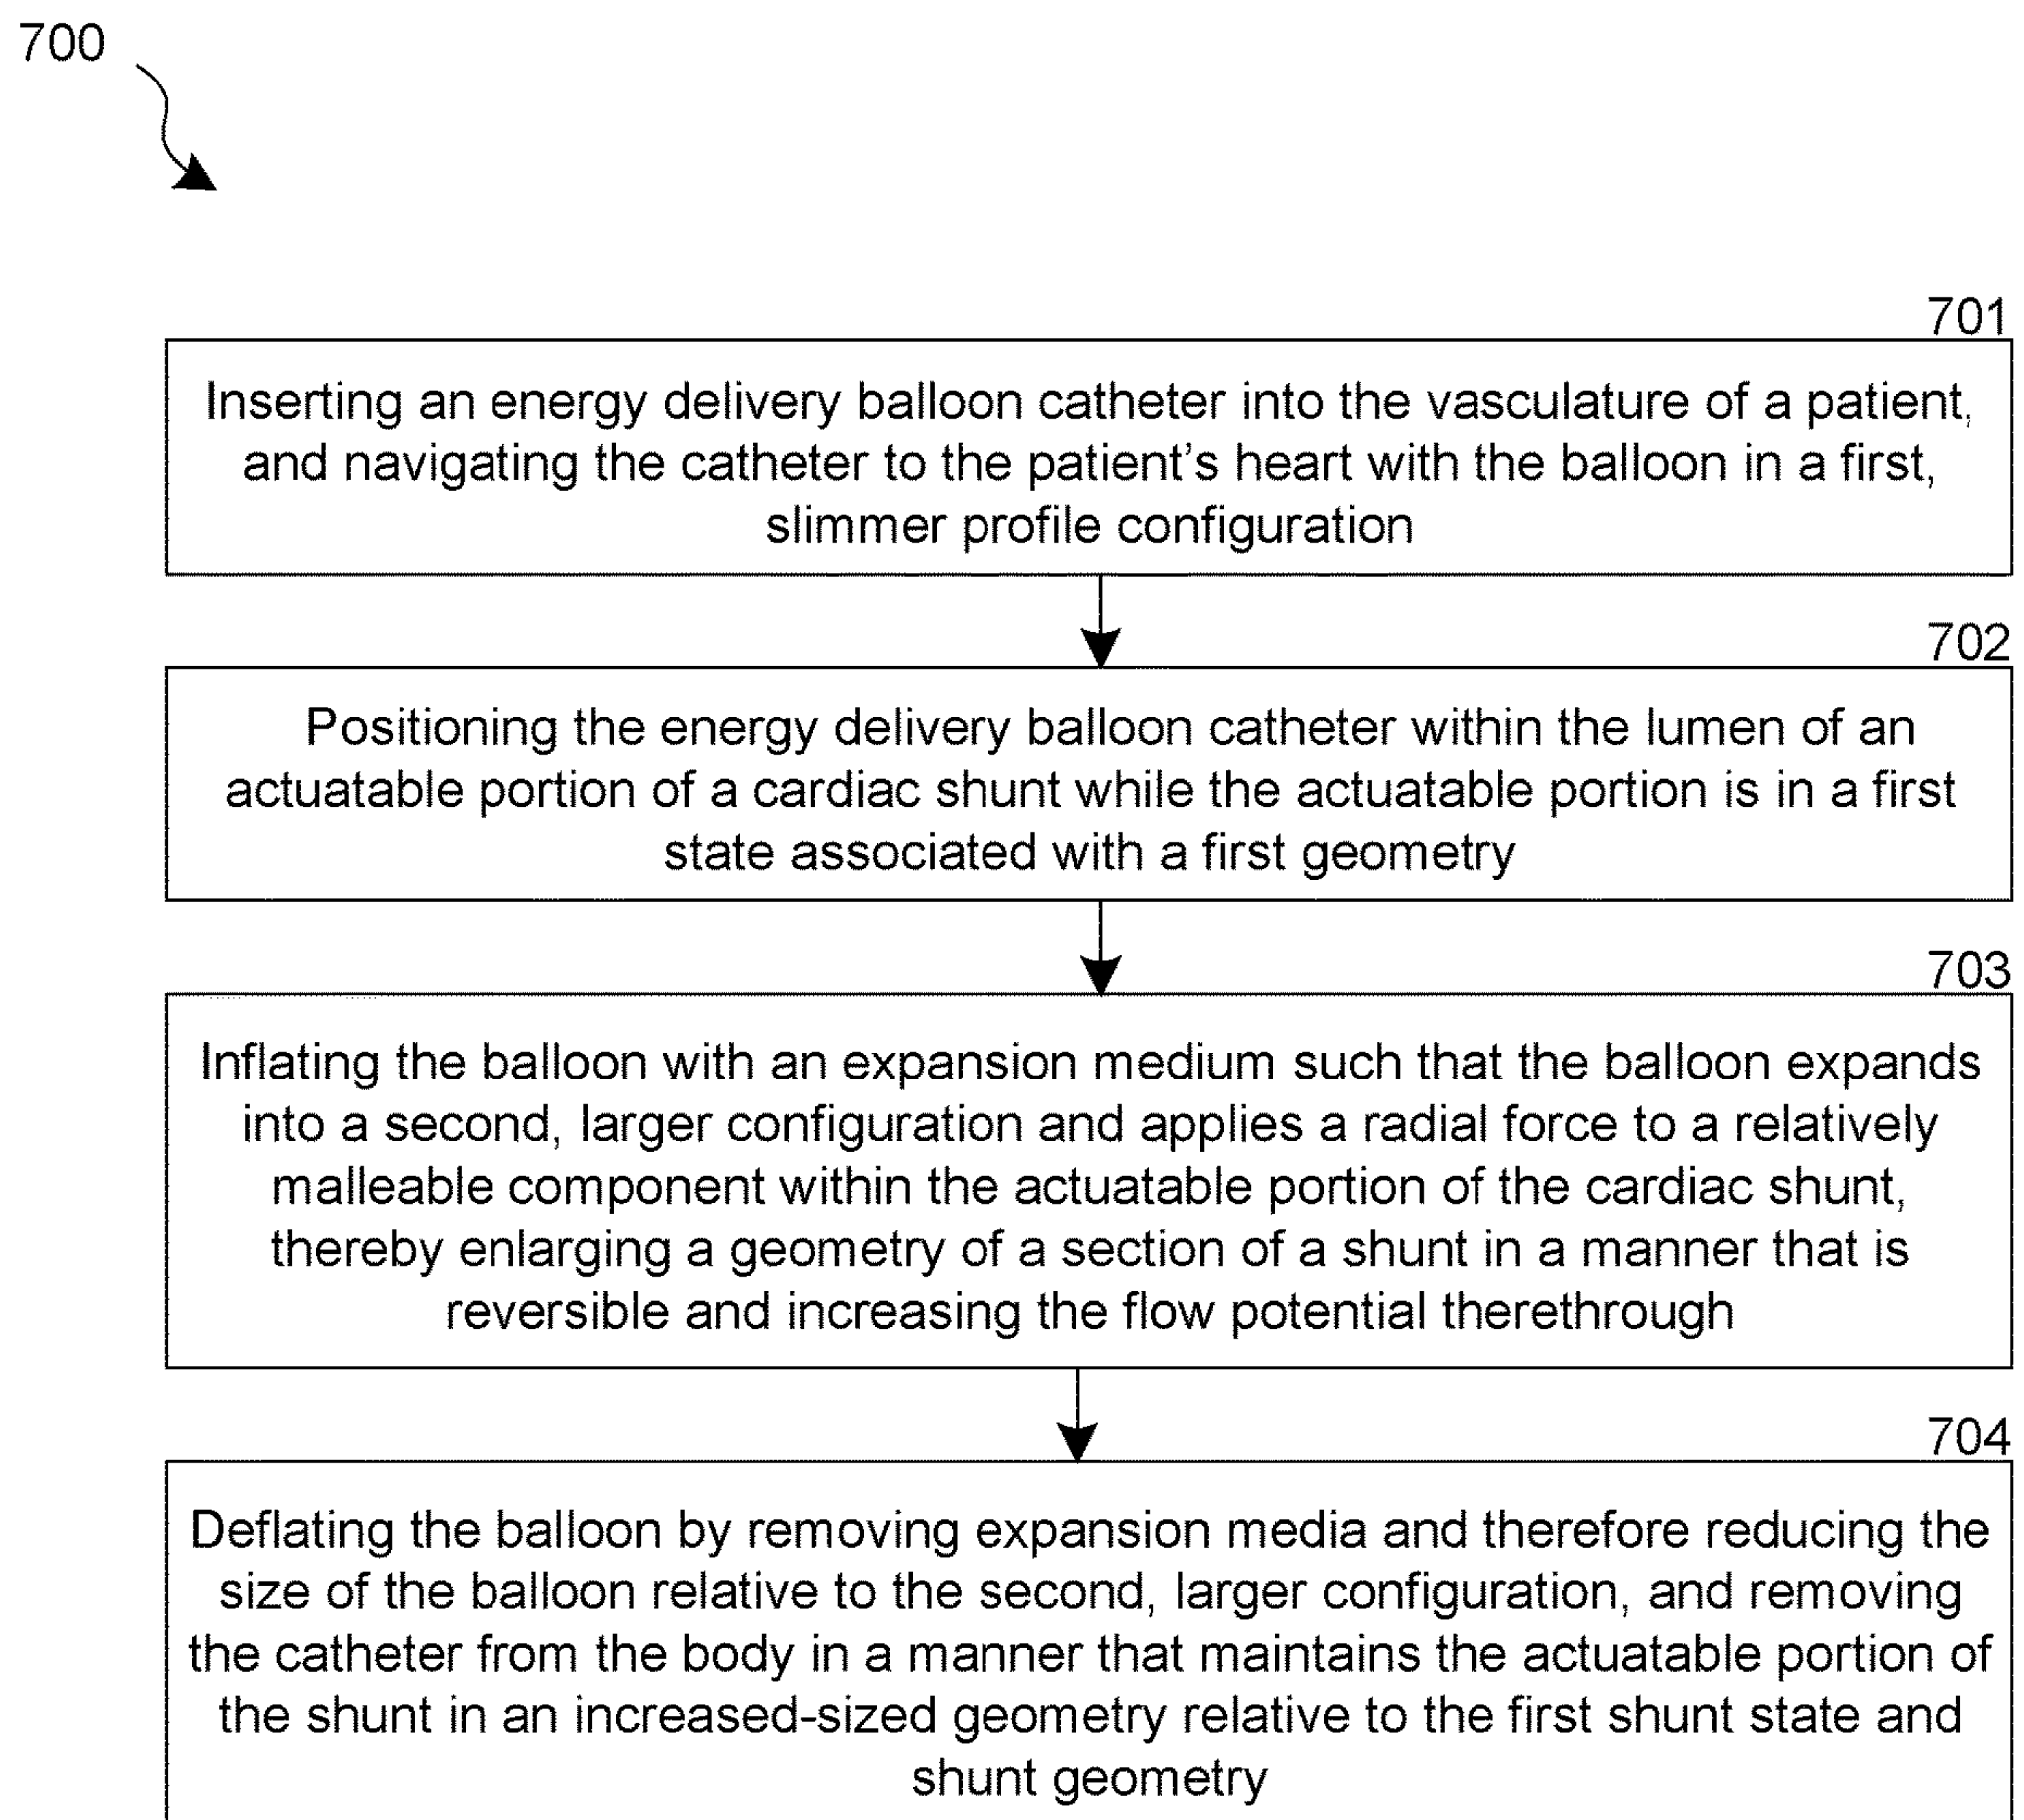 700
701
Inserting an energy delivery balloon catheter into the vasculature of a patient,
and navigating the catheter to the patient's heart with the balloon in a first,
slimmer profile configuration
702
Positioning the energy delivery balloon catheter within the lumen of an
actuatable portion of a cardiac shunt while the actuatable portion is in a first
state associated with a first geometry
703
Inflating the balloon with an expansion medium such that the balloon expands
into a second, larger configuration and applies a radial force to a relatively
malleable component within the actuatable portion of the cardiac shunt,
thereby enlarging a geometry of a section of a shunt in a manner that is
reversible and increasing the flow potential therethrough
704
Deflating the balloon by removing expansion media and therefore reducing the
size of the balloon relative to the second, larger configuration, and removing
the catheter from the body in a manner that maintains the actuatable portion of
the shunt in an increased-sized geometry relative to the first shunt state and
shunt geometry